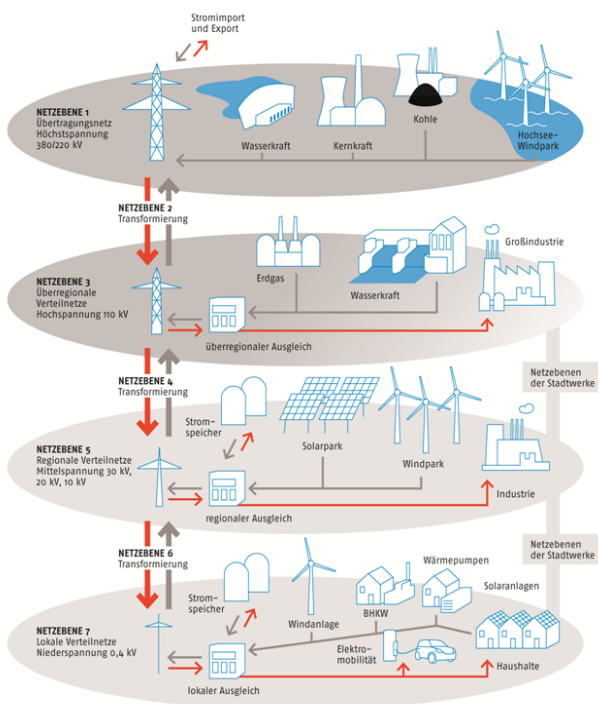 Stromimport
und Export
NETZEBENE 1
Übertragungsnetz
Höchstspannung
380/220 kV
Wasserkraft
Kernkraft
Kohle
Hochsee-
Windpark
NETZEBENE 2
Transformierung
NETZEBENE 3
Überregionale
Verteilnetze
Hochspannung 110 kV
Erdgas
Wasserkraft
Großindustrie
überregionaler Ausgleich
NETZEBENE 4
Transformierung
Netzebenen
der Stadtwerke
NETZEBENE 5
Regionale Verteilnetze
Mittelspannung 30 kV,
20 kV, 10 kV
Strom-
speicher
Solarpark
Windpark
Industrie
regionaler Ausgleich
NETZEBENE 6
Transformierung
Netzebenen
der Stadtwerke
NETZEBENE 7
Lokale Verteilnetze
Niederspannung 0,4 kV
Strom-
speicher
Windanlage
BHKW
Wärmepumpen
Solaranlagen
Elektro-
mobilität
Haushalte
lokaler Ausgleich